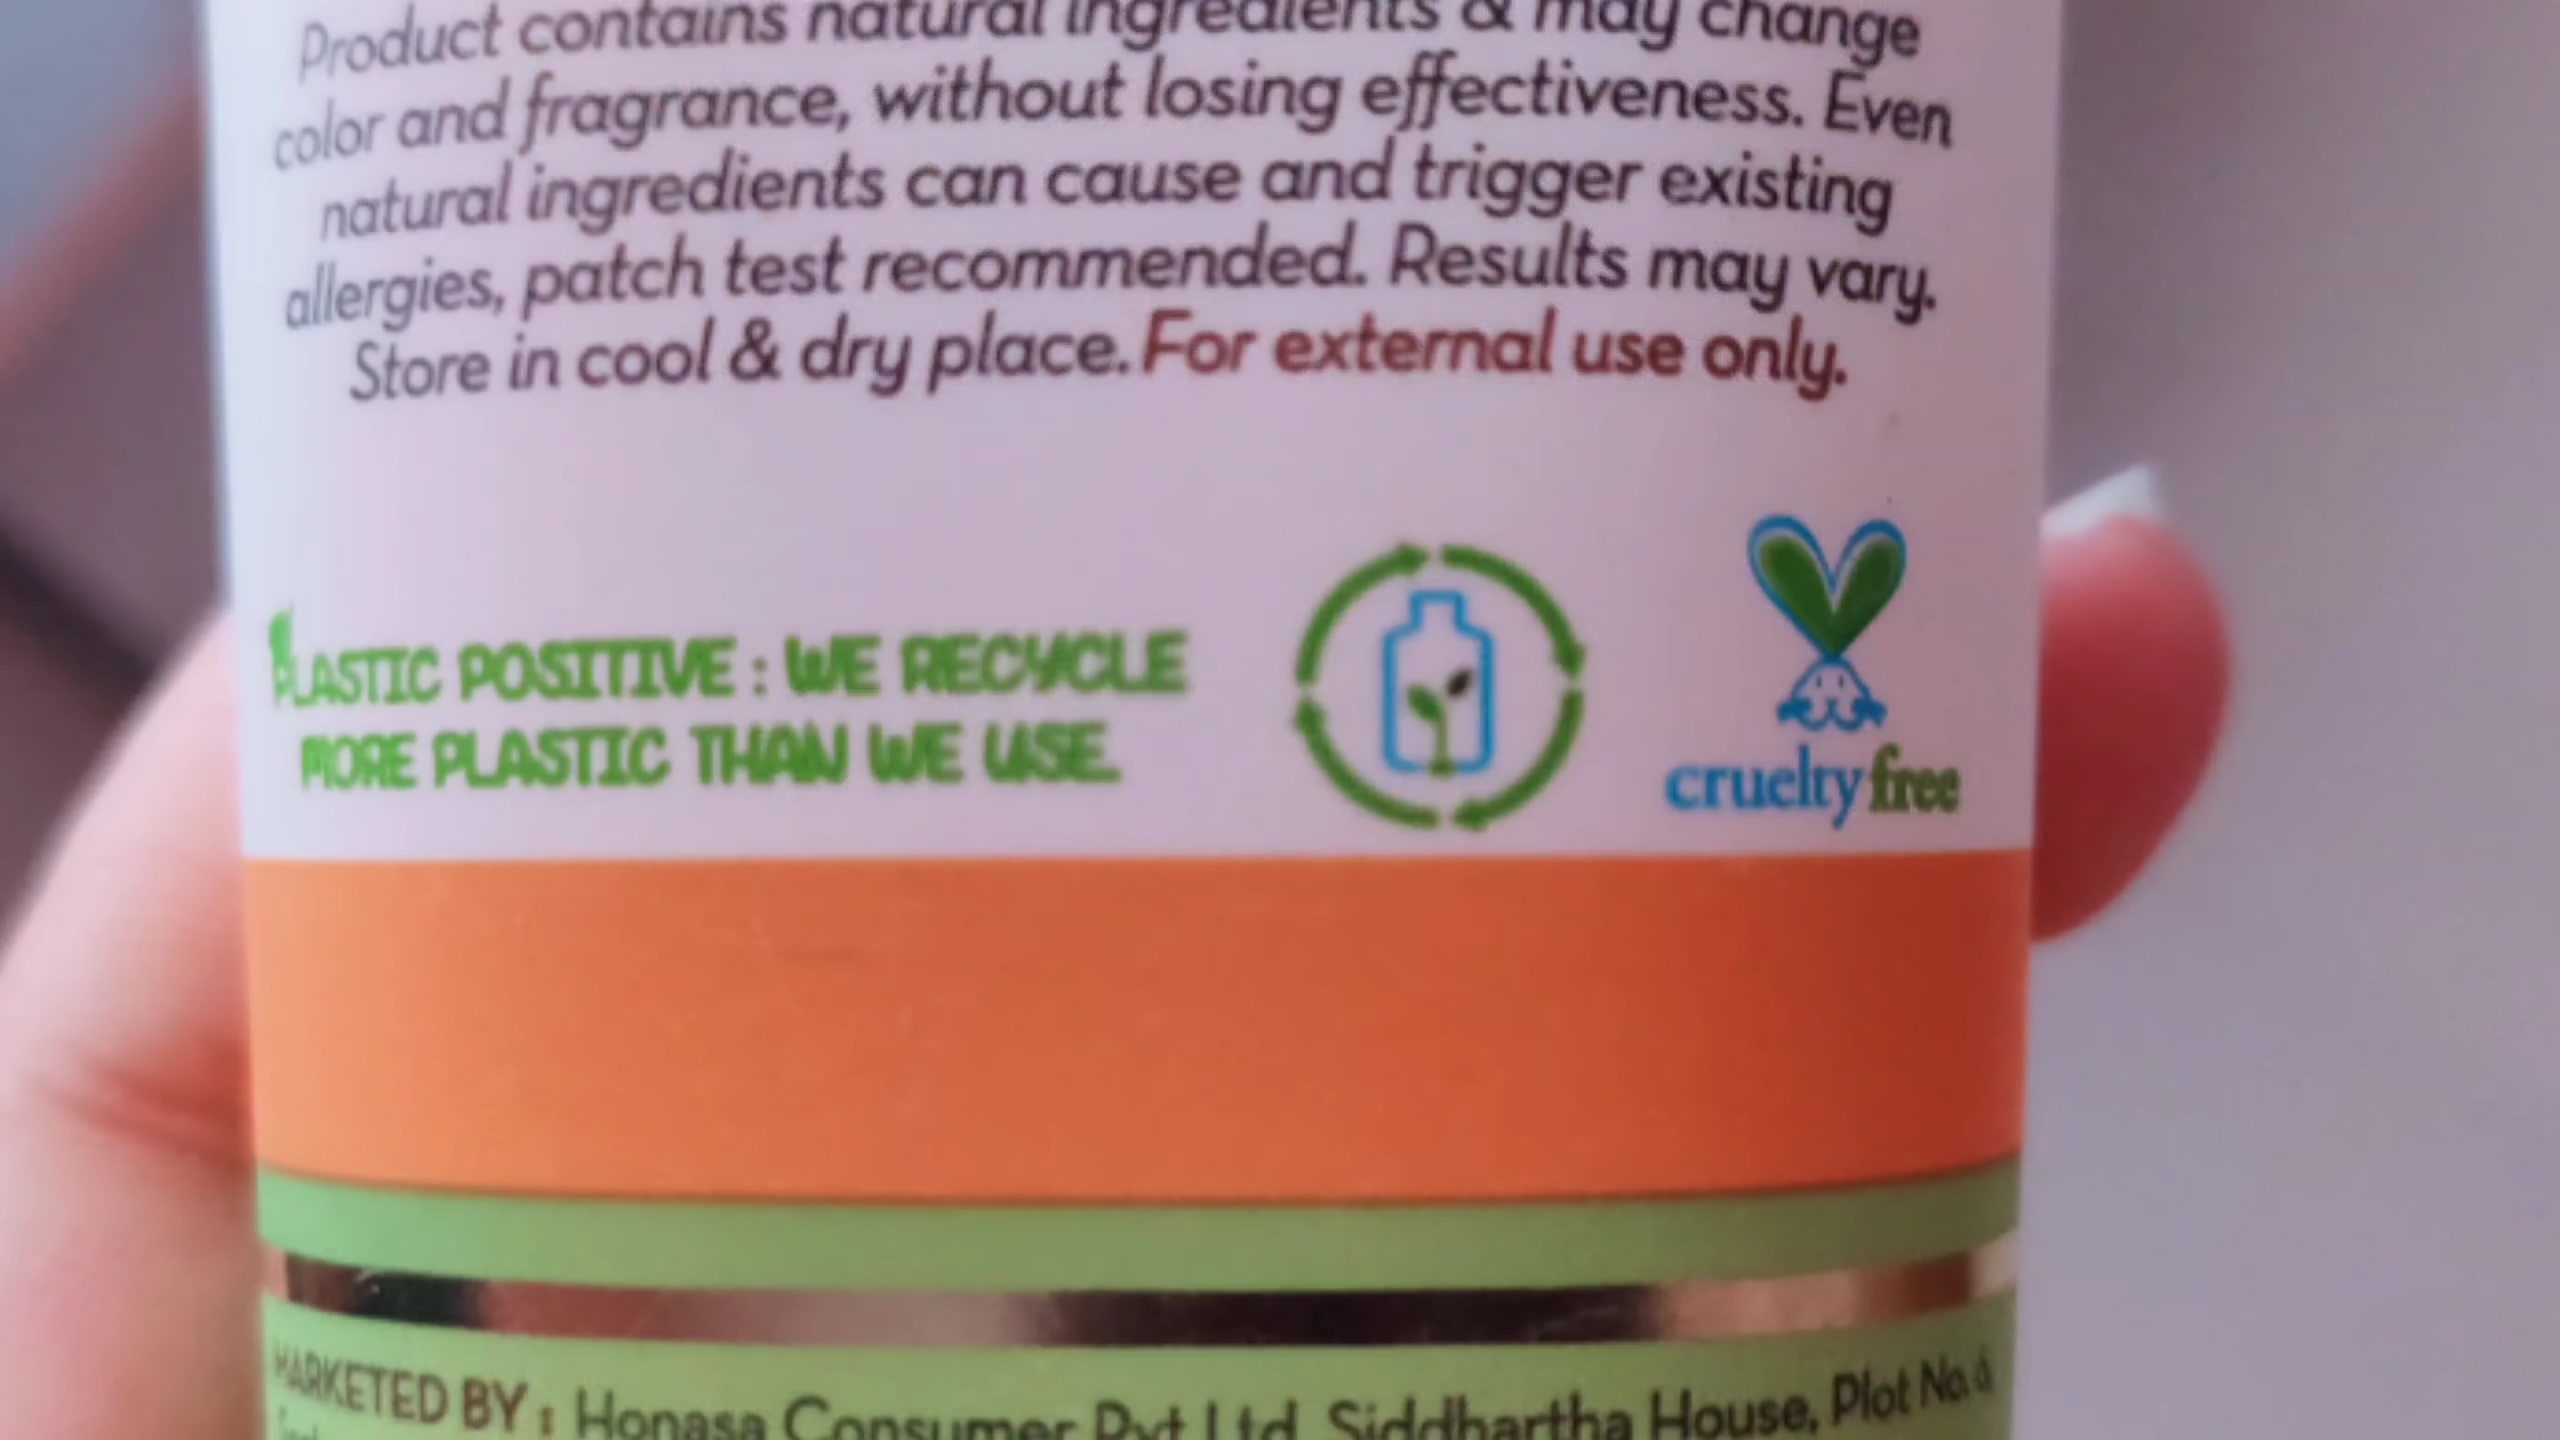 Product contains natural ingredients & may change
color and fragrance, without losing effectiveness. Even
natural ingredients can cause and trigger existing
allergies, patch test recommended. Results may vary.
Store in cool & dry place. For external use only.
PLASTIC POSITIVE : WE RECYCLE
MORE PLASTIC THAN WE USE.
cruelty free
MARKETED BY : Honasa Consumer Pvt Ltd. Siddhartha House, Plot No. 6